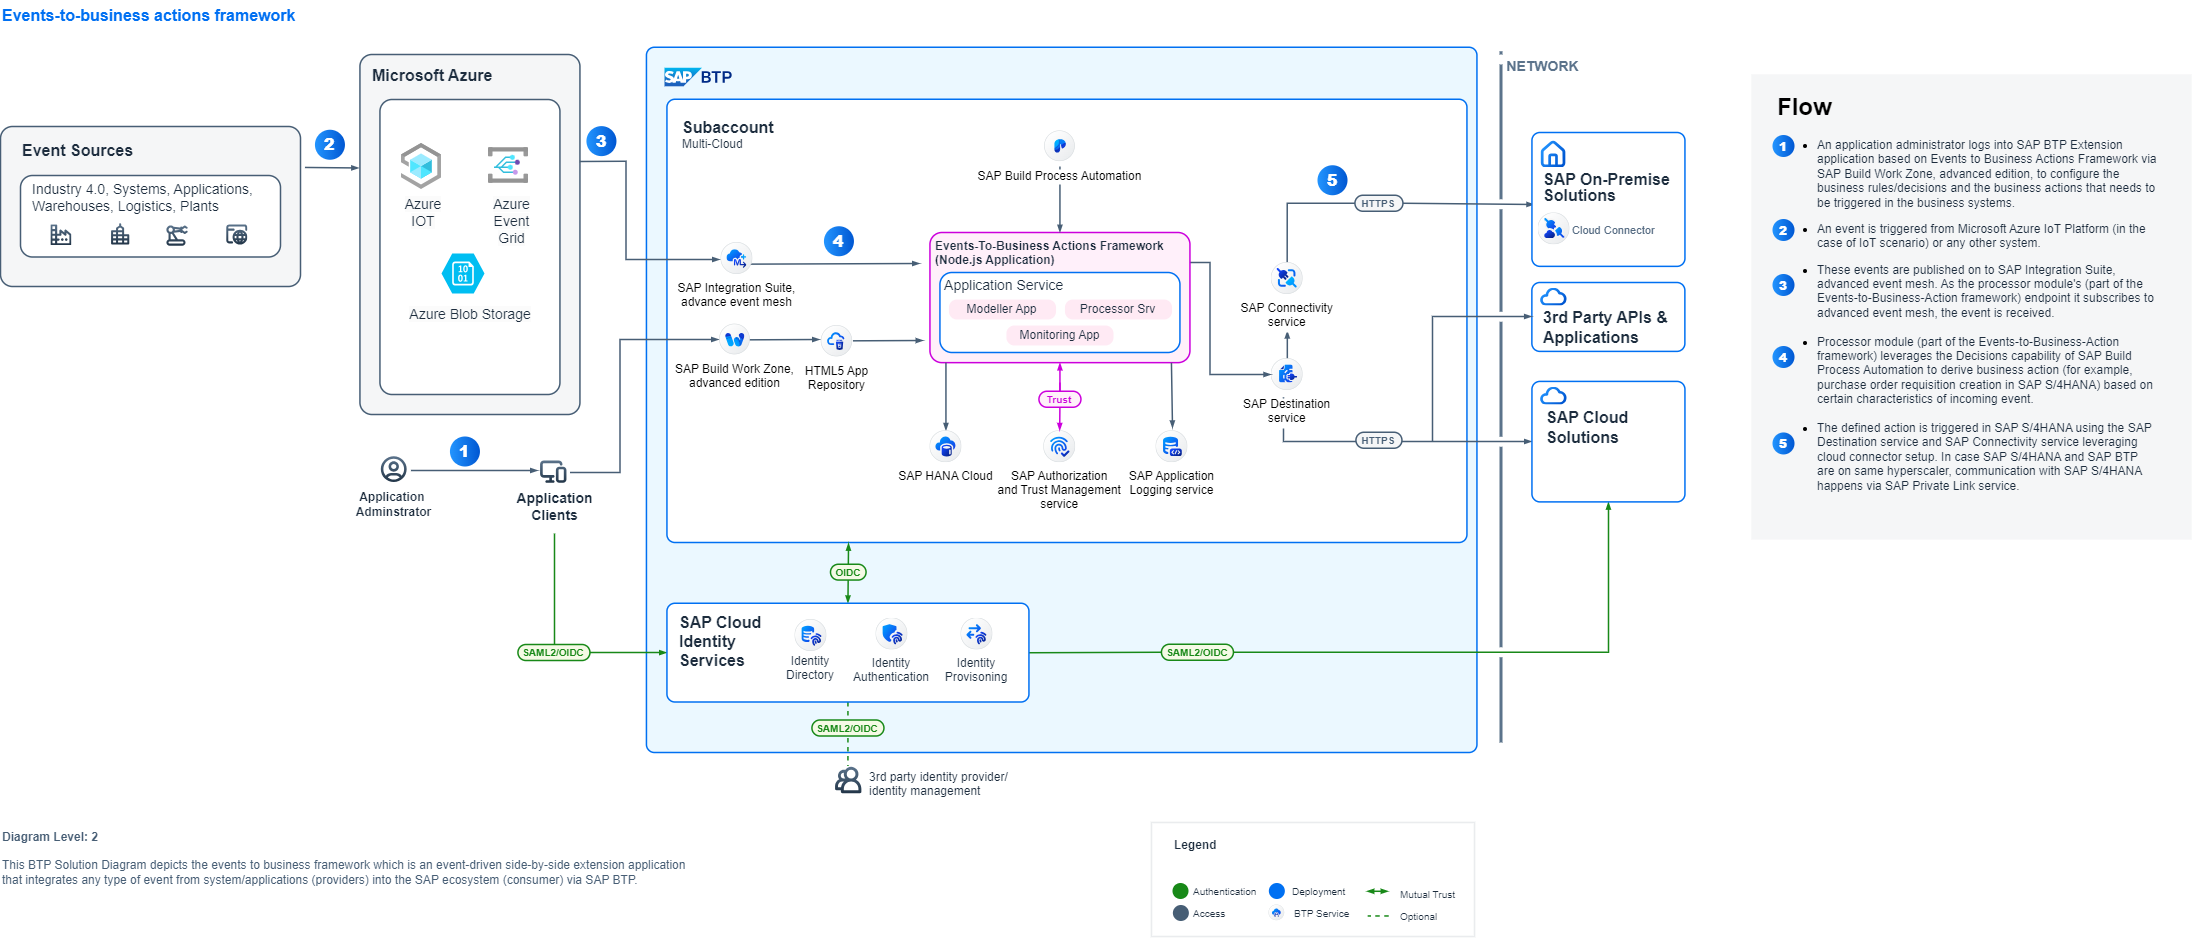 Events-to-business actions framework
Microsoft Azure
Event Sources
Industry 4.0, Systems, Applications,
Warehouses, Logistics, Plants
2
Azure
IOT
Azure
Event
Grid
10
01
Azure Blob Storage
3
1
Application
Adminstrator
Application
Clients
SAML2/OIDC
SAP BTP
Subaccount
Multi-Cloud
SAP Build Process Automation
4
M
SAP Integration Suite,
advance event mesh
SAP Build Work Zone,
advanced edition
HTML5 App
Repository
Events-To-Business Actions Framework
(Node.js Application)
Application Service
Modeller App
Processor Srv
Monitoring App
Trust
SAP HANA Cloud
SAP Authorization
and Trust Management
service
SAP Application
Logging service
5
SAP Connectivity
service
SAP Destination
service
HTTPS
HTTPS
OIDC
SAP Cloud
Identity
Services
Identity
Directory
Identity
Authentication
Identity
Provisoning
SAML2/OIDC
SAML2/OIDC
3rd party identity provider/
identity management
NETWORK
SAP On-Premise
Solutions
Cloud Connector
3rd Party APIs &
Applications
SAP Cloud
Solutions
Flow
1 • An application administrator logs into SAP BTP Extension
application based on Events to Business Actions Framework via
SAP Build Work Zone, advanced edition, to configure the
business rules/decisions and the business actions that needs to
be triggered in the business systems.
2 • An event is triggered from Microsoft Azure IoT Platform (in the
case of IoT scenario) or any other system.
3 • These events are published on to SAP Integration Suite,
advanced event mesh. As the processor module's (part of the
Events-to-Business-Action framework) endpoint it subscribes to
advanced event mesh, the event is received.
4 • Processor module (part of the Events-to-Business-Action
framework) leverages the Decisions capability of SAP Build
Process Automation to derive business action (for example,
purchase order requisition creation in SAP S/4HANA) based on
certain characteristics of incoming event.
5 • The defined action is triggered in SAP S/4HANA using the SAP
Destination service and SAP Connectivity service leveraging
cloud connector setup. In case SAP S/4HANA and SAP BTP
are on same hyperscaler, communication with SAP S/4HANA
happens via SAP Private Link service.
Diagram Level: 2
This BTP Solution Diagram depicts the events to business framework which is an event-driven side-by-side extension application
that integrates any type of event from system/applications (providers) into the SAP ecosystem (consumer) via SAP BTP.
Legend
Authentication
Deployment
Mutual Trust
Access
BTP Service
Optional